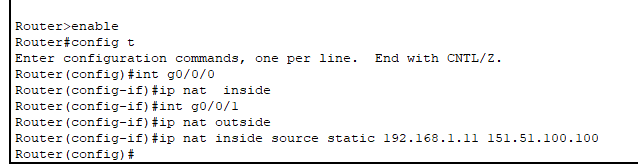 Router>enable
Router#config t
Enter configuration commands, one per line.  End with CNTL/Z.
Router(config)#int g0/0/0
Router(config-if)#ip nat  inside
Router(config-if)#int g0/0/1
Router(config-if)#ip nat outside
Router(config-if)#ip nat inside source static 192.168.1.11 151.51.100.100
Router(config)#